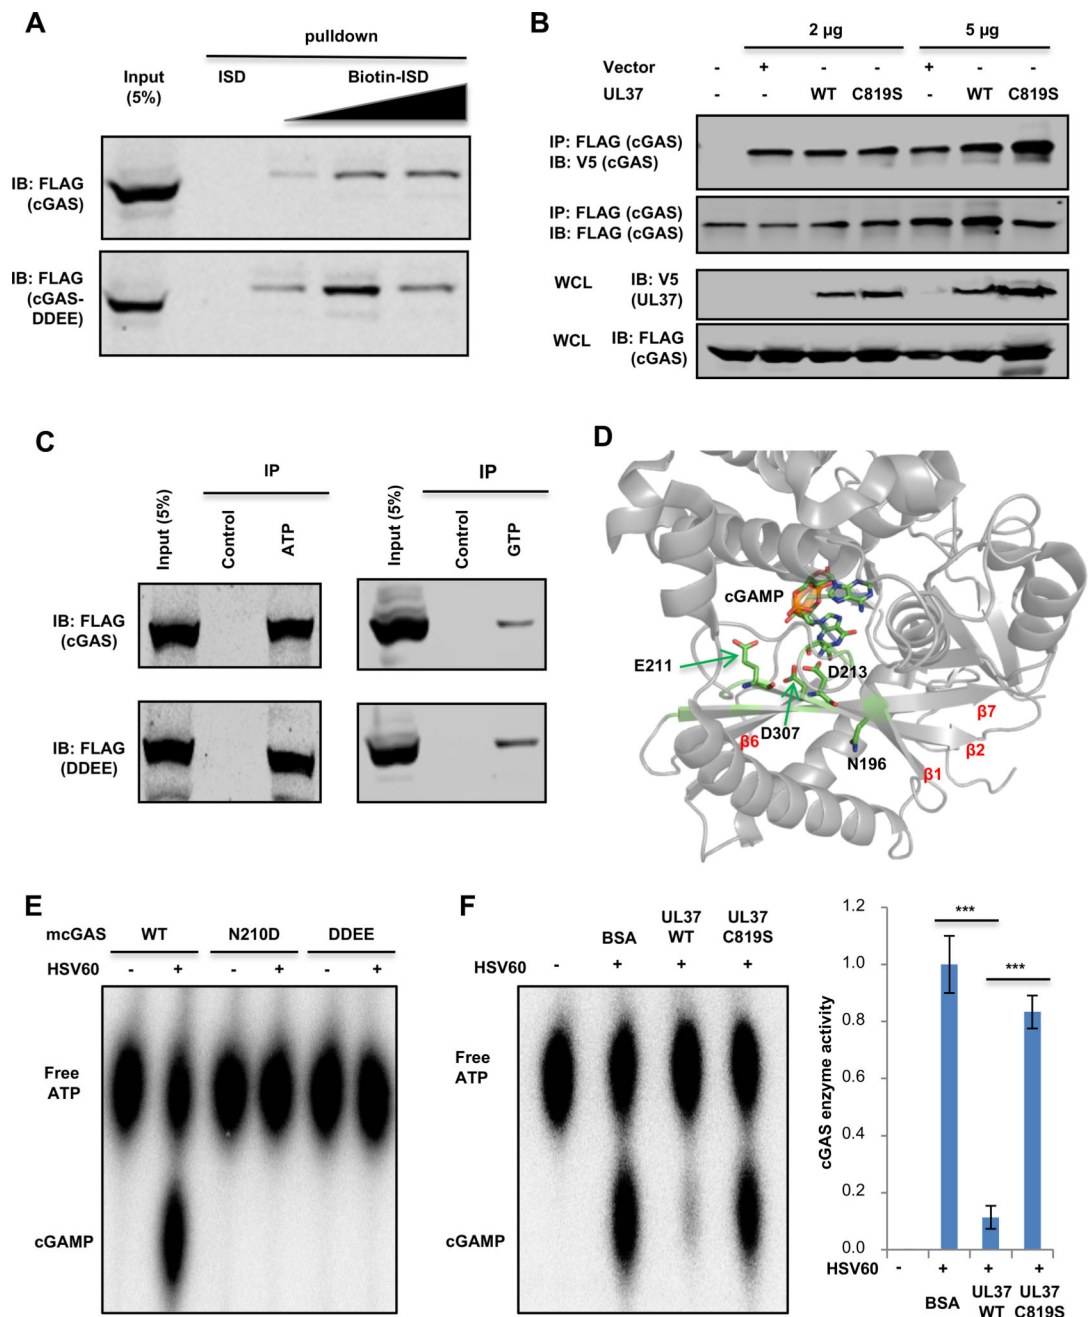 A
pulldown
Input
(5%)
ISD
Biotin-ISD
IB: FLAG
(cGAS)
IB: FLAG
(cGAS-
DDEE)
B
2 μg
5 μg
Vector - + - - + - -
UL37 - - WT C819S - WT C819S
IP: FLAG (cGAS)
IB: V5 (cGAS)
IP: FLAG (cGAS)
IB: FLAG (cGAS)
WCL IB: V5
(UL37)
WCL IB: FLAG
(cGAS)
C
IP
Input (5%)
Control
ATP
IP
Input (5%)
Control
GTP
IB: FLAG
(cGAS)
IB: FLAG
(DDEE)
D
cGAMP
E211
D213
D307
N196
β6
β7
β2
β1
E
mcGAS WT N210D DDEE
HSV60 - + - + - +
Free
ATP
cGAMP
F
BSA
UL37
WT
UL37
C819S
HSV60 - + + +
Free
ATP
cGAMP
cGAS enzyme activity
1.2
1.0
0.8
0.6
0.4
0.2
0.0
***
***
HSV60 - + + +
BSA
UL37
WT
UL37
C819S